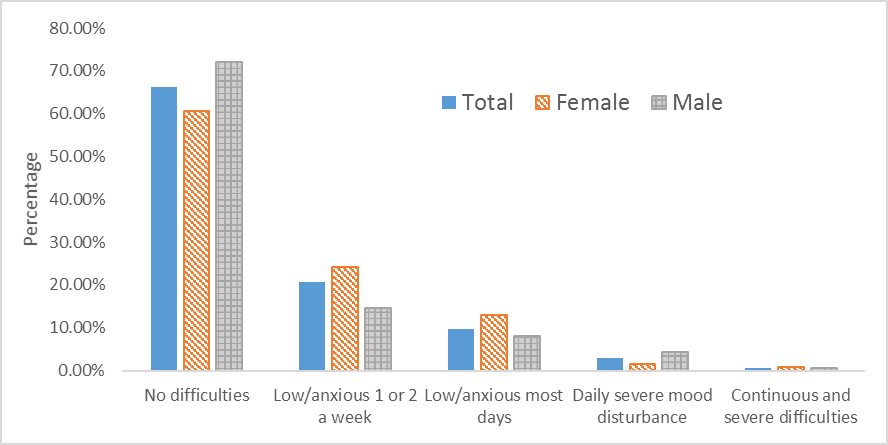 80.00%
70.00%
60.00%
50.00%
40.00%
30.00%
20.00%
10.00%
0.00%
Percentage
Total Female Male
No difficulties
Low/anxious 1 or 2
a week
Low/anxious most
days
Daily severe mood
disturbance
Continuous and
severe difficulties